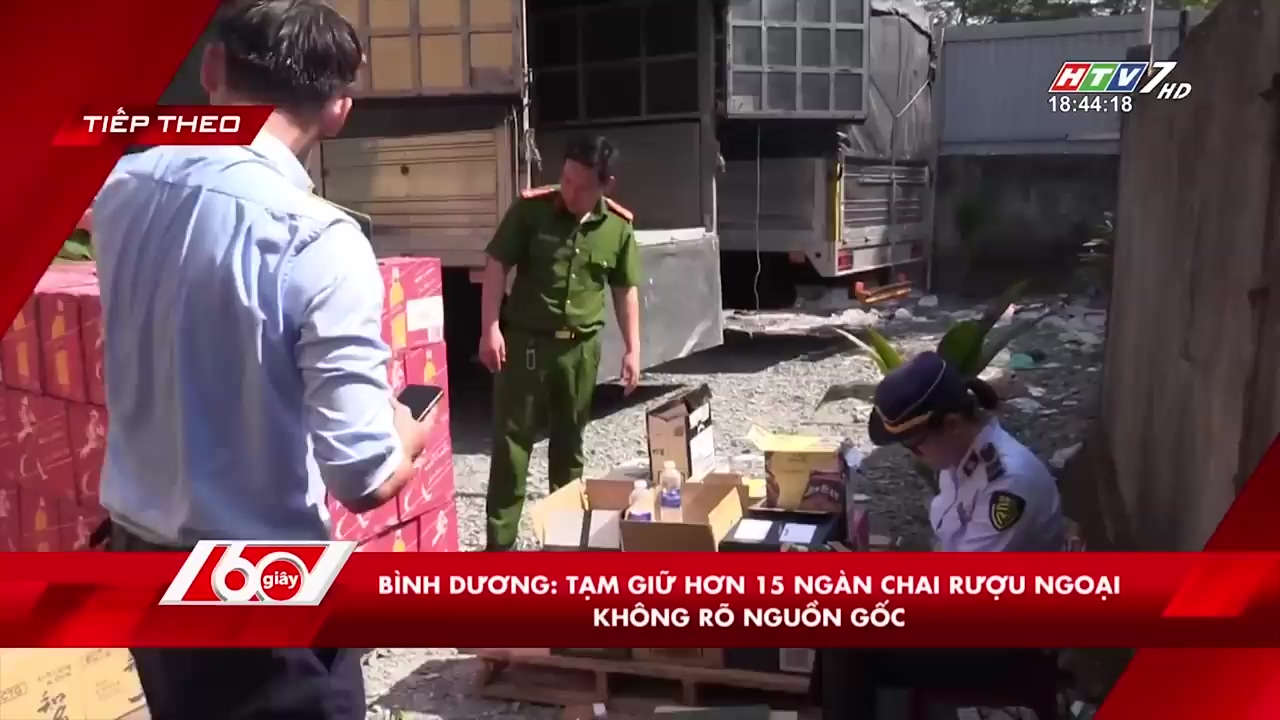 HTV7 HD
18:44:18
TIẾP THEO
60 giây
BÌNH DƯƠNG: TẠM GIỮ HƠN 15 NGÀN CHAI RƯỢU NGOẠI
KHÔNG RÕ NGUỒN GỐC